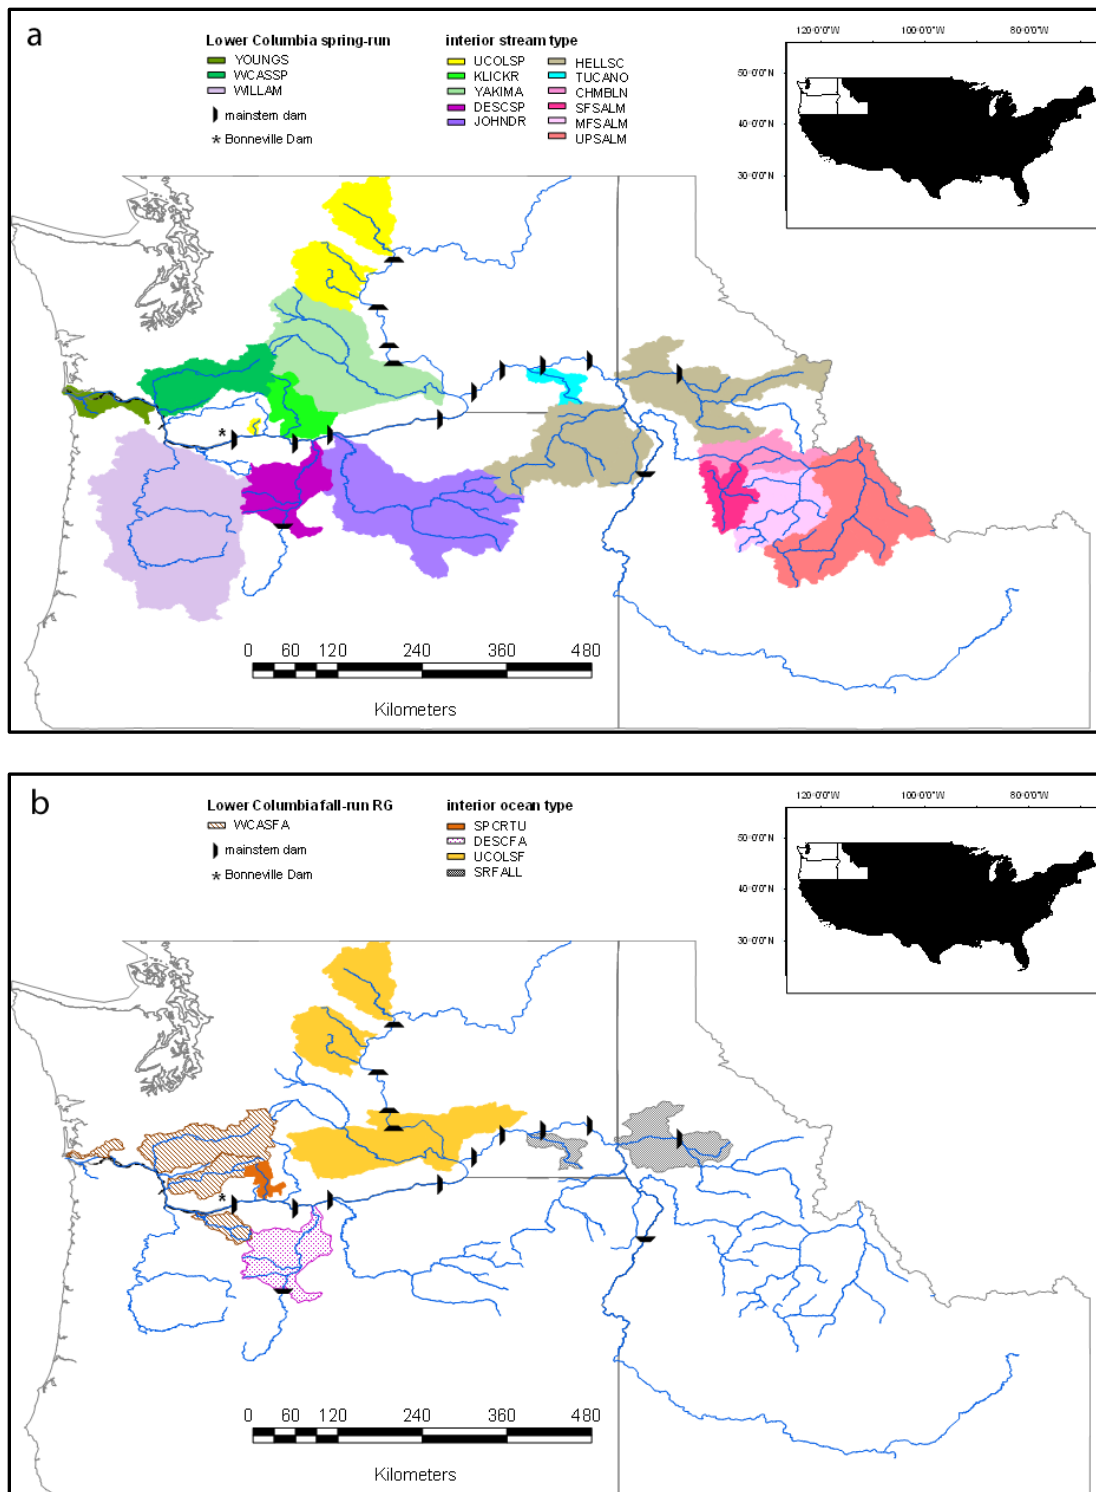 a
Lower Columbia spring-run
YOUNGS
WCASSP
WILLAM
mainstem dam
* Bonneville Dam
interior stream type
UCOLSP
KLICKR
YAKIMA
DESCSP
JOHNDR
HELLSC
TUCANO
CHMBLN
SFSALM
MFSALM
UPSALM
120°0'0"W 100°0'0"W 80°0'0"W
50°0'0"N
40°0'0"N
30°0'0"N
*
0 60 120 240 360 480
Kilometers
b
Lower Columbia fall-run RG
WCASFA
mainstem dam
* Bonneville Dam
interior ocean type
SPCRTU
DESCFA
UCOLSF
SRFALL
120°0'0"W 100°0'0"W 80°0'0"W
50°0'0"N
40°0'0"N
30°0'0"N
*
0 60 120 240 360 480
Kilometers